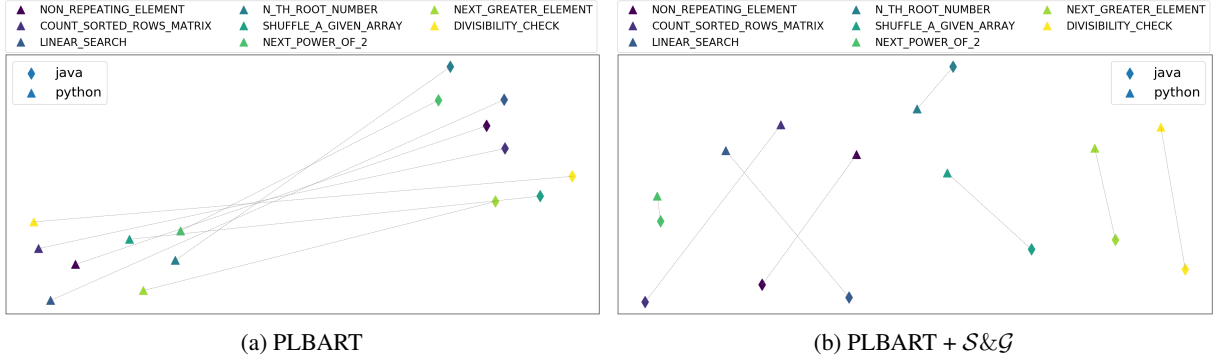 NON_REPEATING_ELEMENT N_TH_ROOT_NUMBER NEXT_GREATER_ELEMENT
COUNT_SORTED_ROWS_MATRIX SHUFFLE_A_GIVEN_ARRAY DIVISIBILITY_CHECK
LINEAR_SEARCH NEXT_POWER_OF_2
java
python
(a) PLBART
NON_REPEATING_ELEMENT N_TH_ROOT_NUMBER NEXT_GREATER_ELEMENT
COUNT_SORTED_ROWS_MATRIX SHUFFLE_A_GIVEN_ARRAY DIVISIBILITY_CHECK
LINEAR_SEARCH NEXT_POWER_OF_2
java
python
(b) PLBART + 𝒮&𝒢